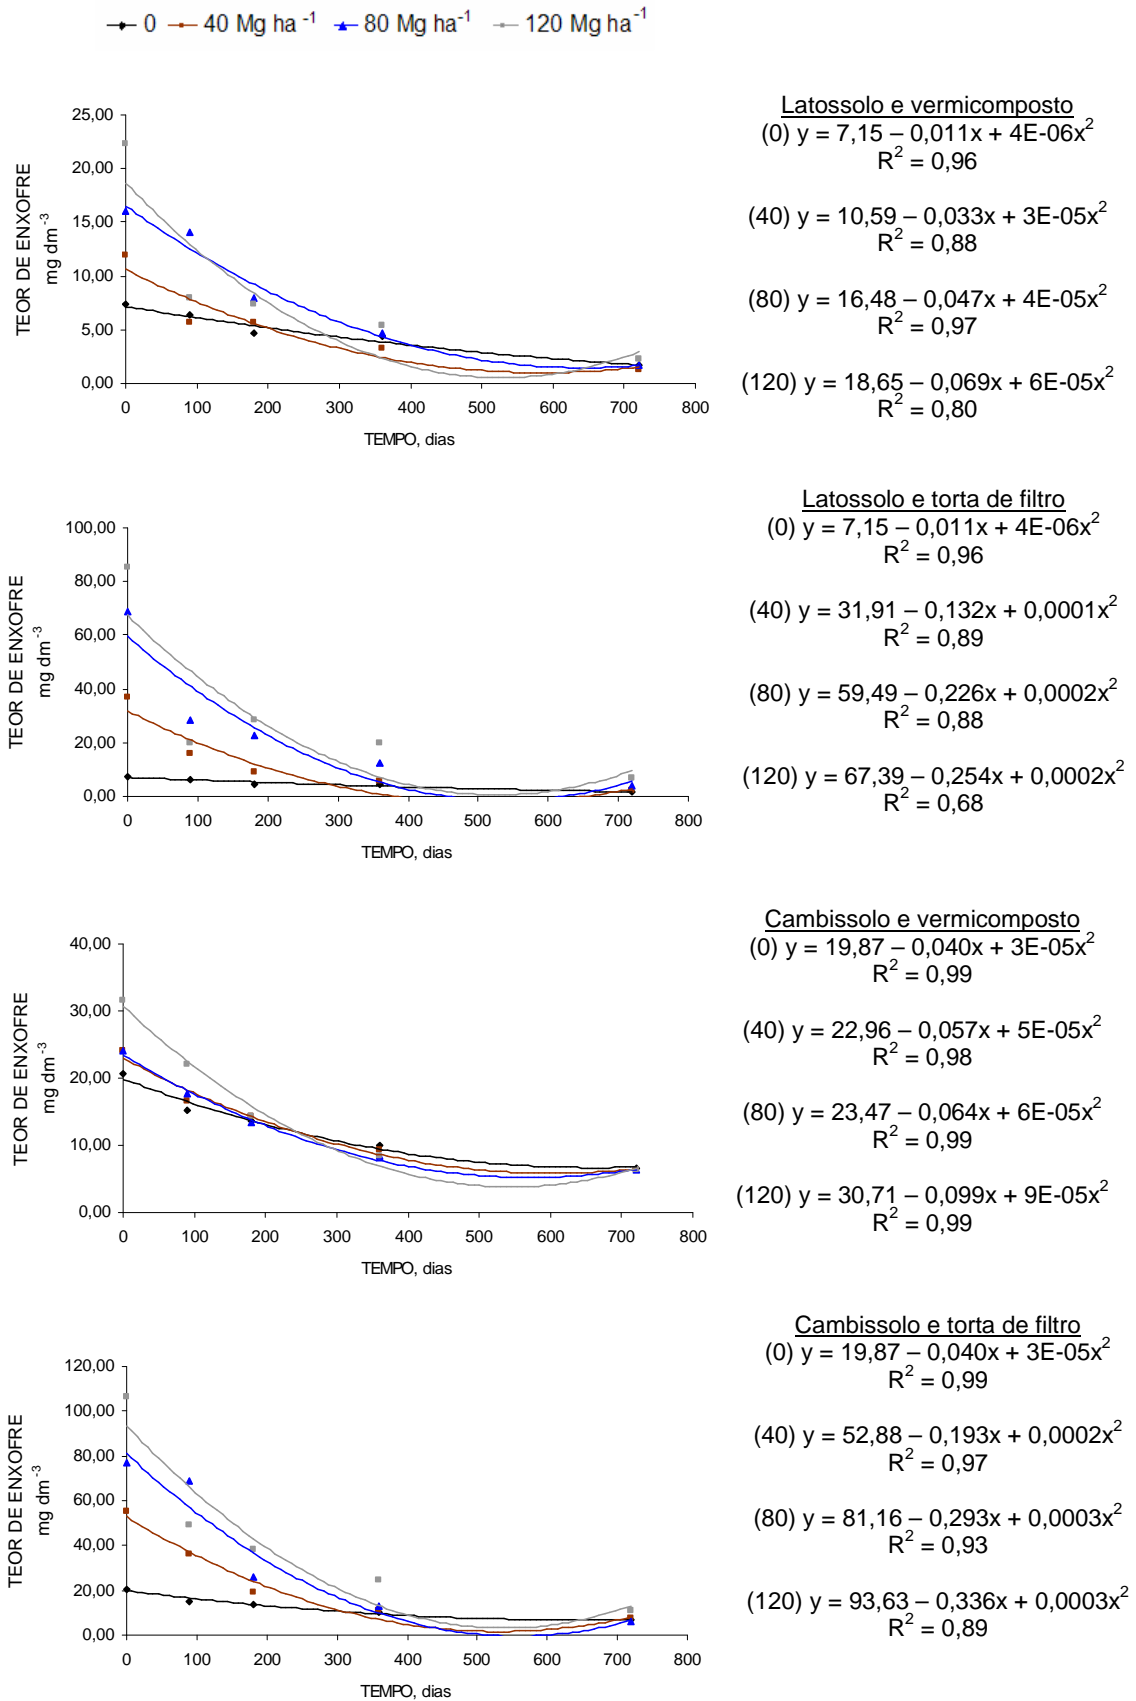 0 40 Mg ha⁻¹ 80 Mg ha⁻¹ 120 Mg ha⁻¹
TEOR DE ENXOFRE
mg dm⁻³
25,00
20,00
15,00
10,00
5,00
0,00
0 100 200 300 400 500 600 700 800
TEMPO, dias
Latossolo e vermicomposto
(0) y = 7,15 – 0,011x + 4E-06x²
R² = 0,96
(40) y = 10,59 – 0,033x + 3E-05x²
R² = 0,88
(80) y = 16,48 – 0,047x + 4E-05x²
R² = 0,97
(120) y = 18,65 – 0,069x + 6E-05x²
R² = 0,80
TEOR DE ENXOFRE
mg dm⁻³
100,00
80,00
60,00
40,00
20,00
0,00
0 100 200 300 400 500 600 700 800
TEMPO, dias
Latossolo e torta de filtro
(0) y = 7,15 – 0,011x + 4E-06x²
R² = 0,96
(40) y = 31,91 – 0,132x + 0,0001x²
R² = 0,89
(80) y = 59,49 – 0,226x + 0,0002x²
R² = 0,88
(120) y = 67,39 – 0,254x + 0,0002x²
R² = 0,68
TEOR DE ENXOFRE
mg dm⁻³
40,00
30,00
20,00
10,00
0,00
0 100 200 300 400 500 600 700 800
TEMPO, dias
Cambissolo e vermicomposto
(0) y = 19,87 – 0,040x + 3E-05x²
R² = 0,99
(40) y = 22,96 – 0,057x + 5E-05x²
R² = 0,98
(80) y = 23,47 – 0,064x + 6E-05x²
R² = 0,99
(120) y = 30,71 – 0,099x + 9E-05x²
R² = 0,99
TEOR DE ENXOFRE
mg dm⁻³
120,00
100,00
80,00
60,00
40,00
20,00
0,00
0 100 200 300 400 500 600 700 800
TEMPO, dias
Cambissolo e torta de filtro
(0) y = 19,87 – 0,040x + 3E-05x²
R² = 0,99
(40) y = 52,88 – 0,193x + 0,0002x²
R² = 0,97
(80) y = 81,16 – 0,293x + 0,0003x²
R² = 0,93
(120) y = 93,63 – 0,336x + 0,0003x²
R² = 0,89